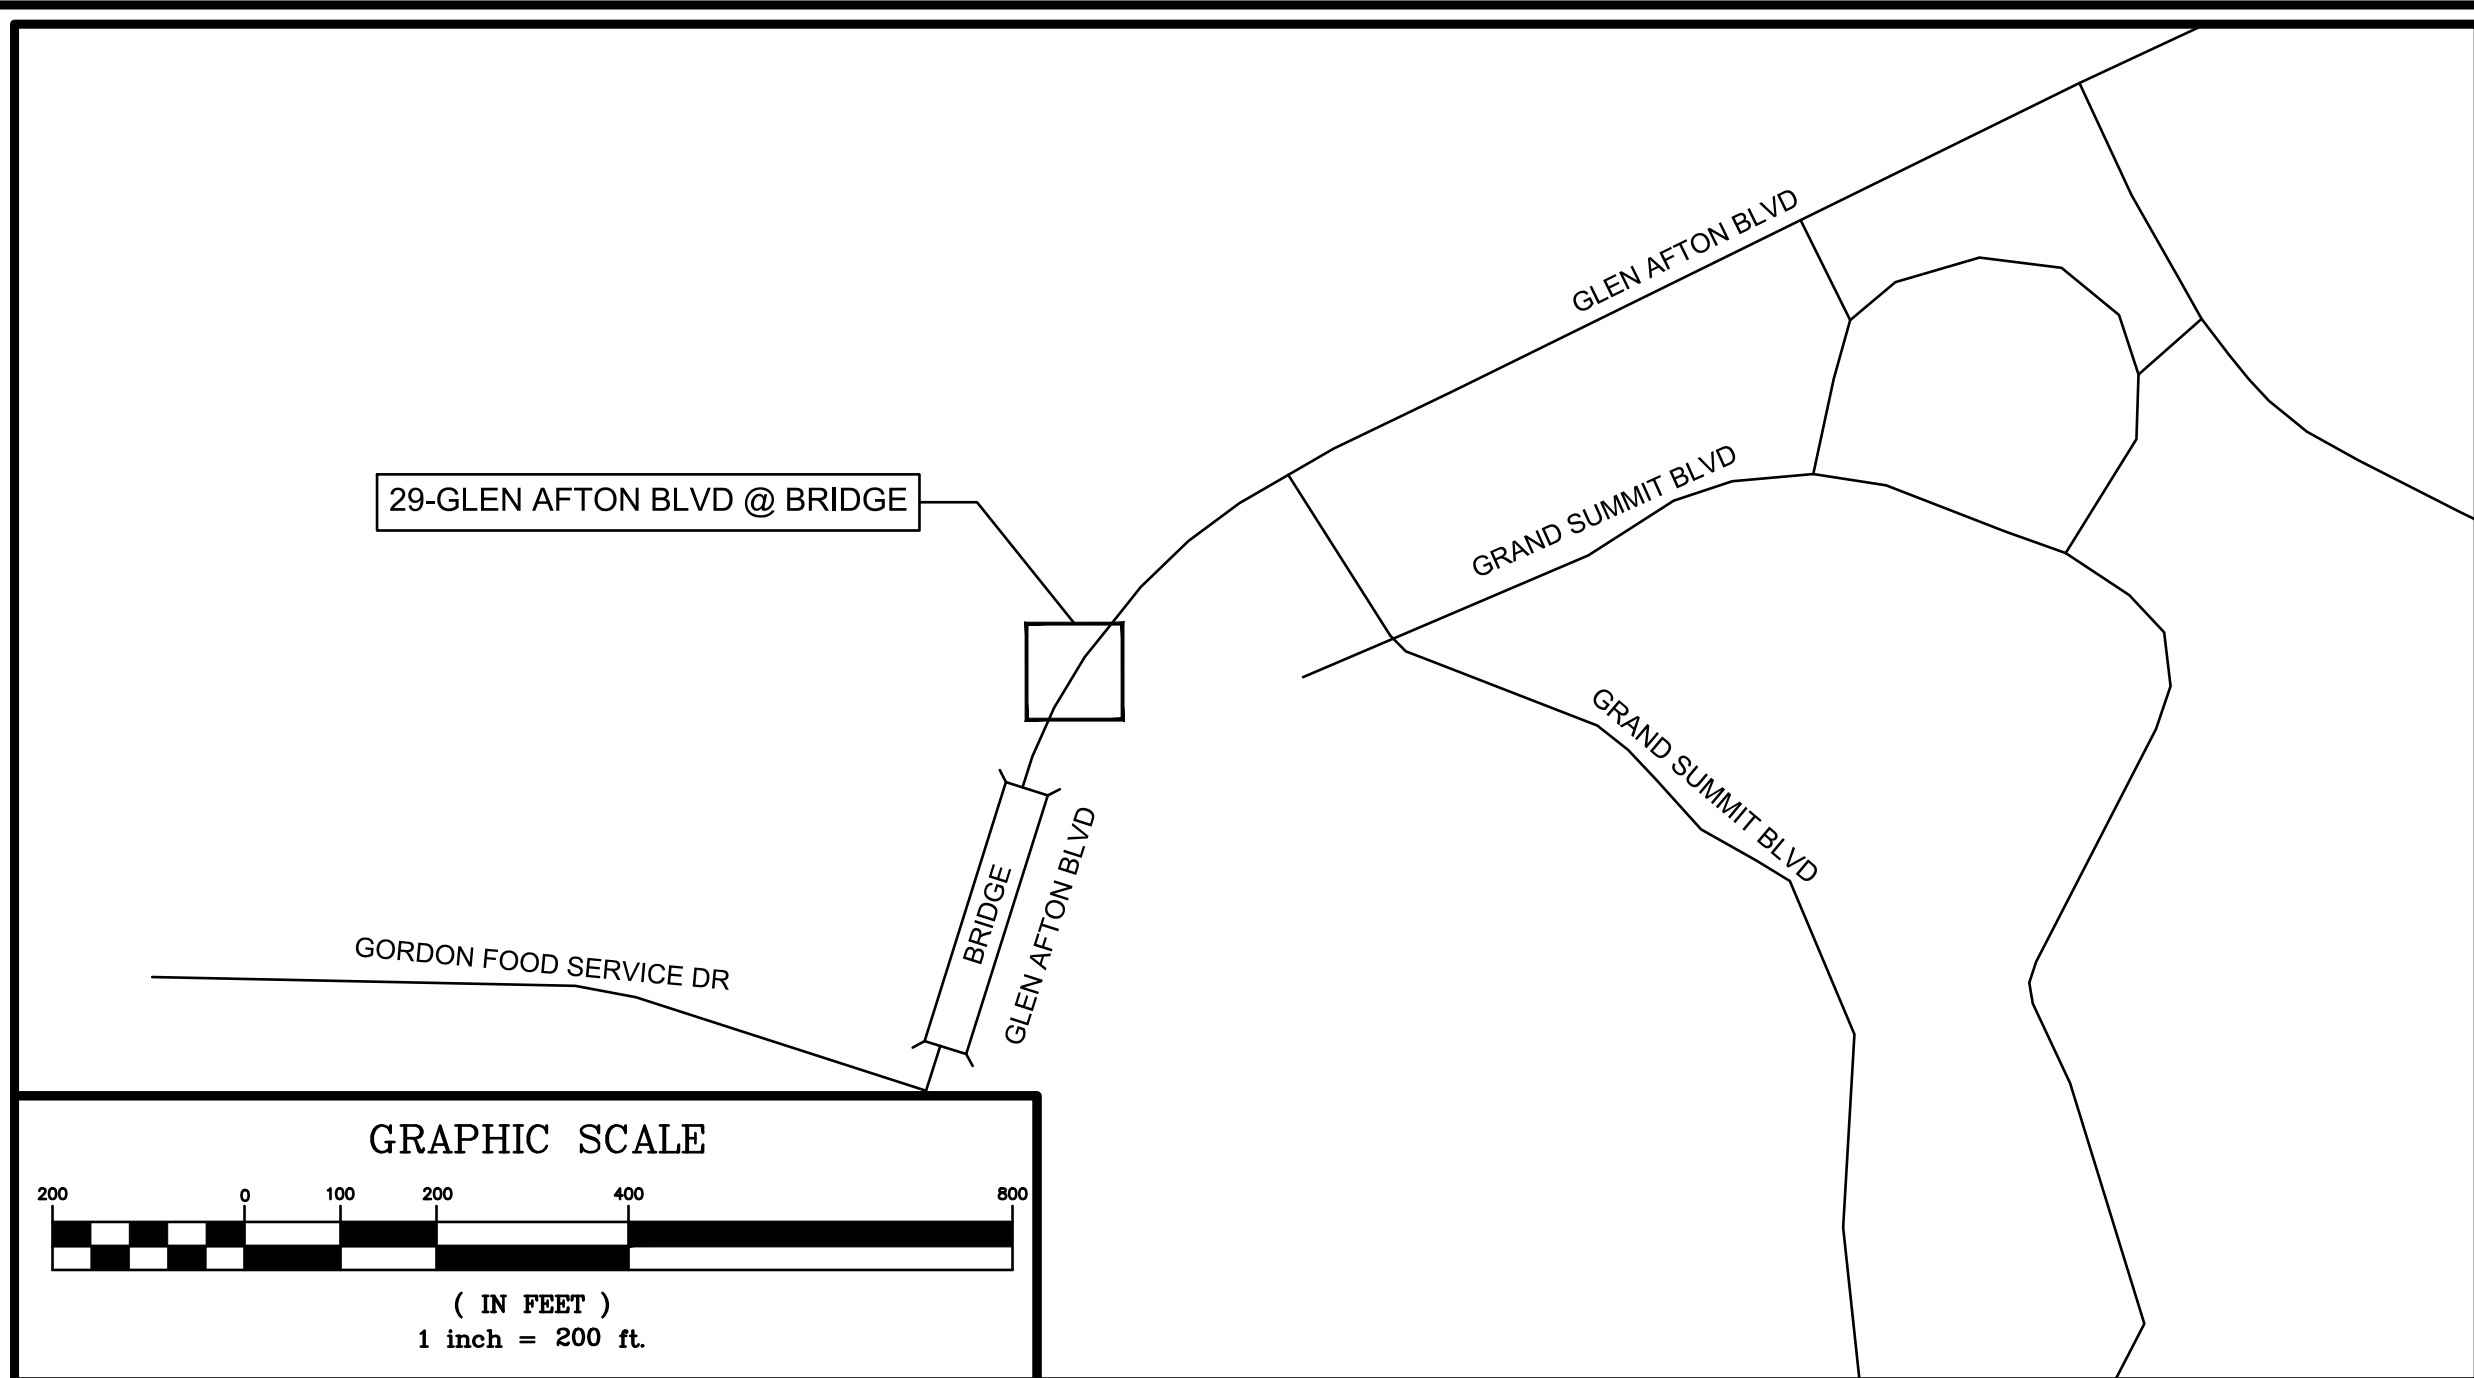 GLEN AFTON BLVD
29-GLEN AFTON BLVD @ BRIDGE
GRAND SUMMIT BLVD
GRAND SUMMIT BLVD
BRIDGE
GLEN AFTON BLVD
GORDON FOOD SERVICE DR
GRAPHIC SCALE
200 0 100 200 400 800
( IN FEET )
1 inch = 200 ft.